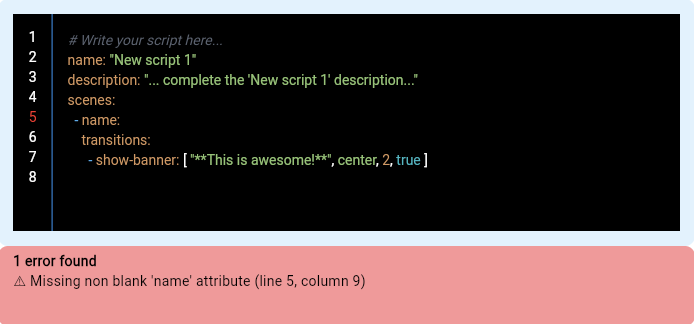 1 # Write your script here...
2 name: "New script 1"
3 description: "... complete the 'New script 1' description..."
4 scenes:
5 - name:
6 transitions:
7 - show-banner: [ "**This is awesome!**", center, 2, true ]
8
1 error found
⚠ Missing non blank 'name' attribute (line 5, column 9)